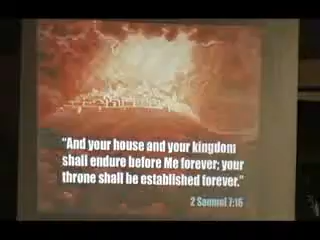 "And your house and your kingdom
shall endure before Me forever; your
throne shall be established forever."
2 Samuel 7:16